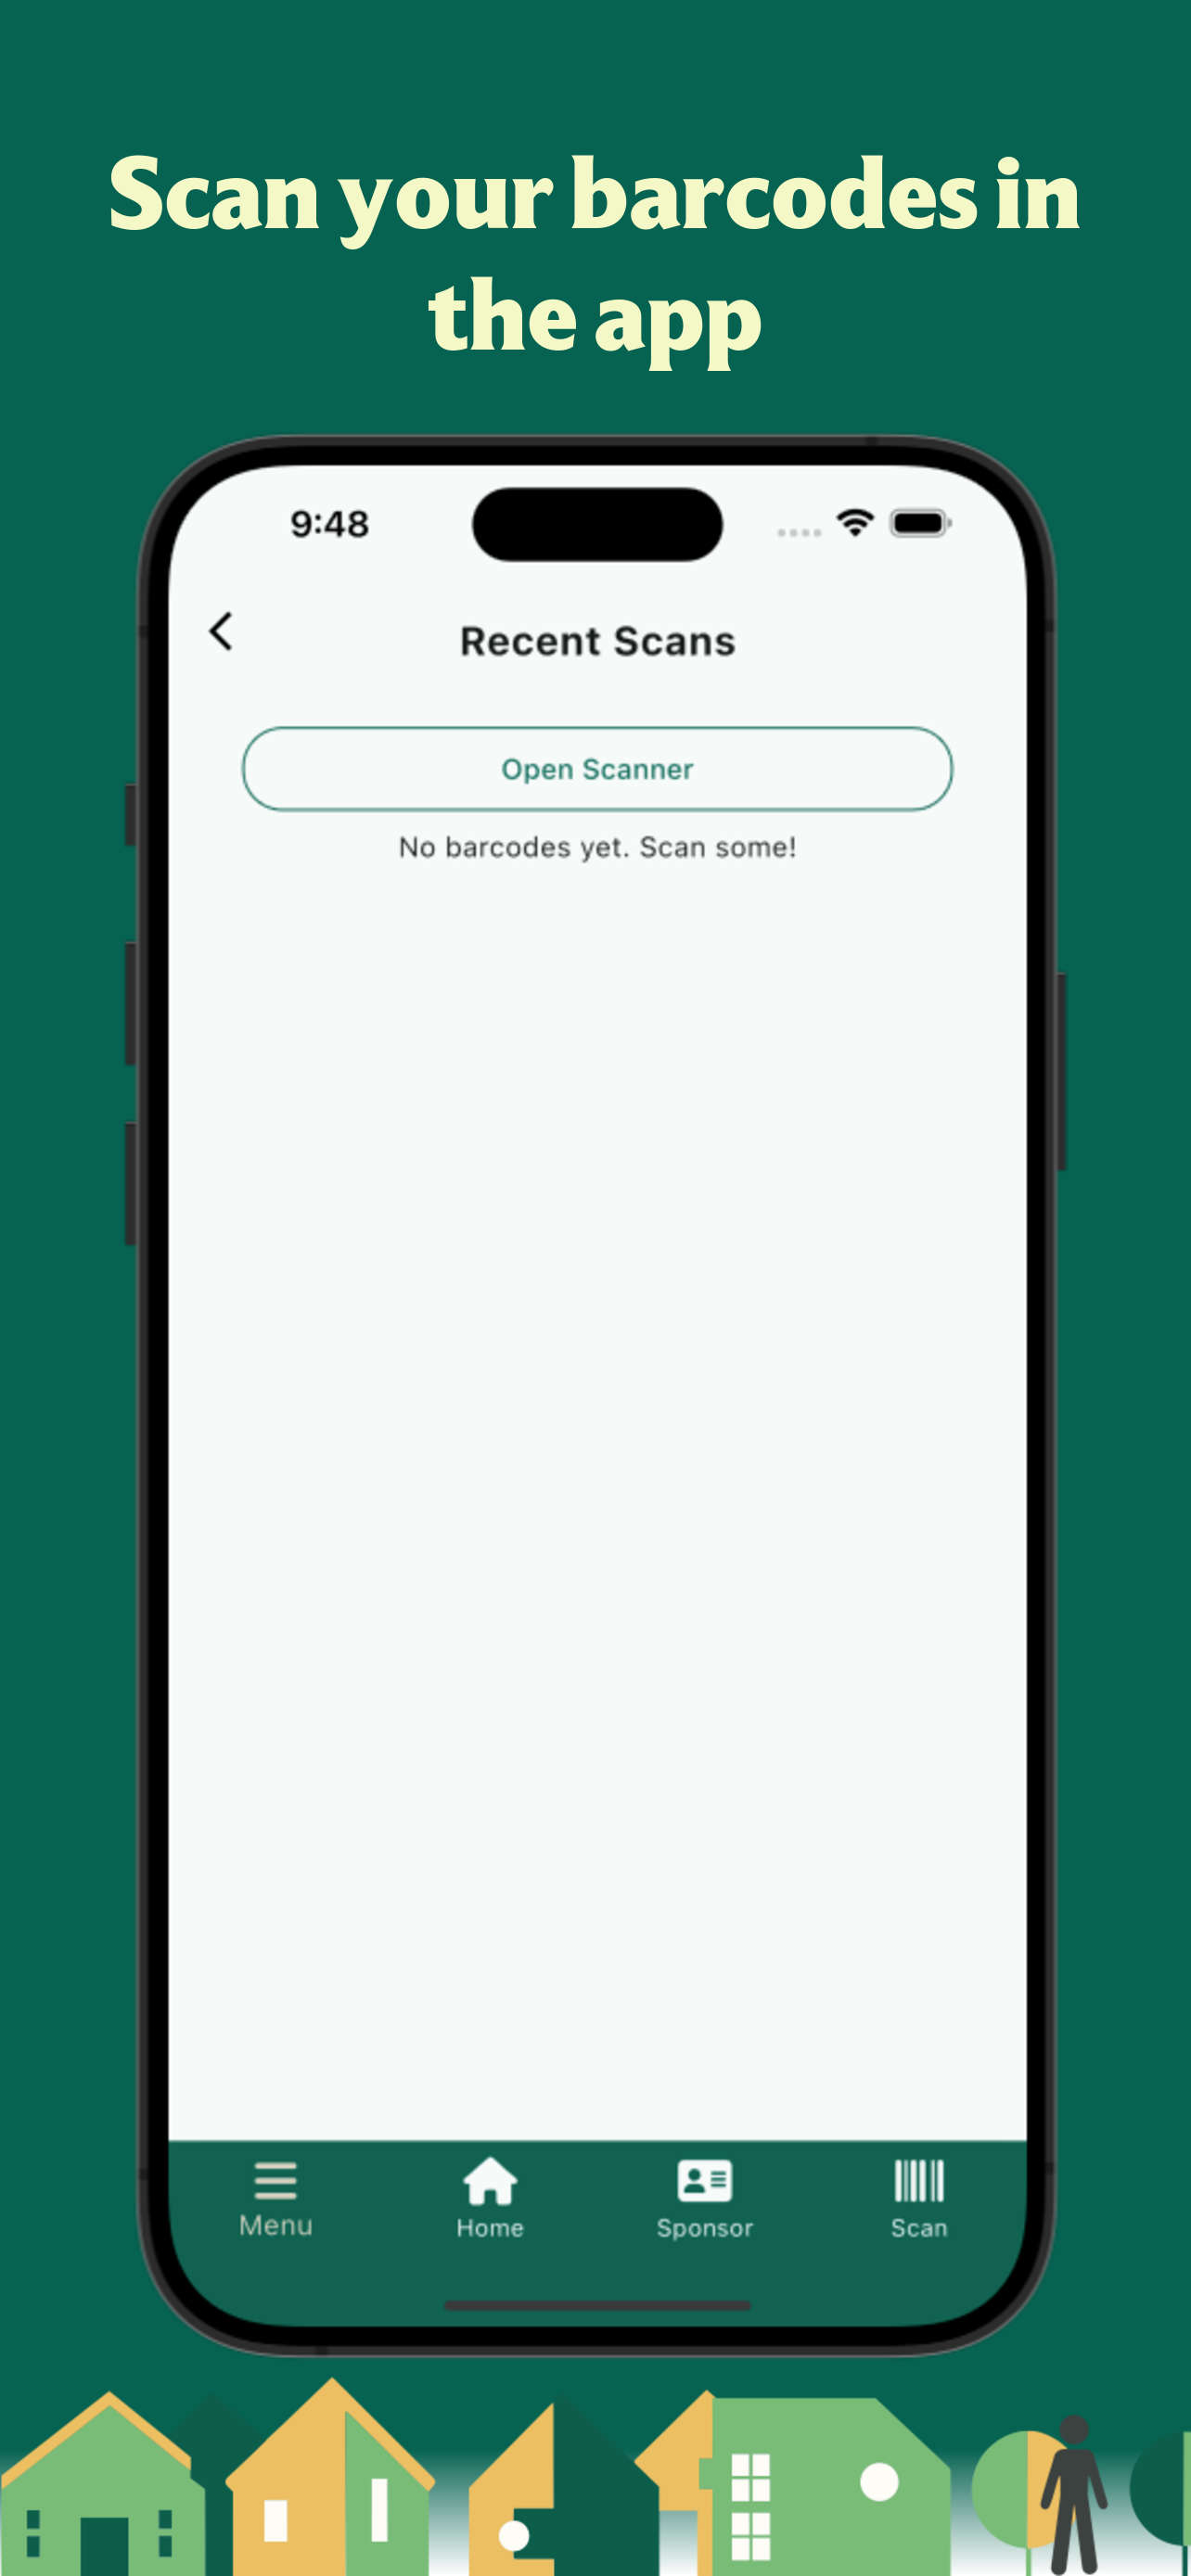 Scan your barcodes in
the app
9:48
Recent Scans
Open Scanner
No barcodes yet. Scan some!
Menu
Home
Sponsor
Scan